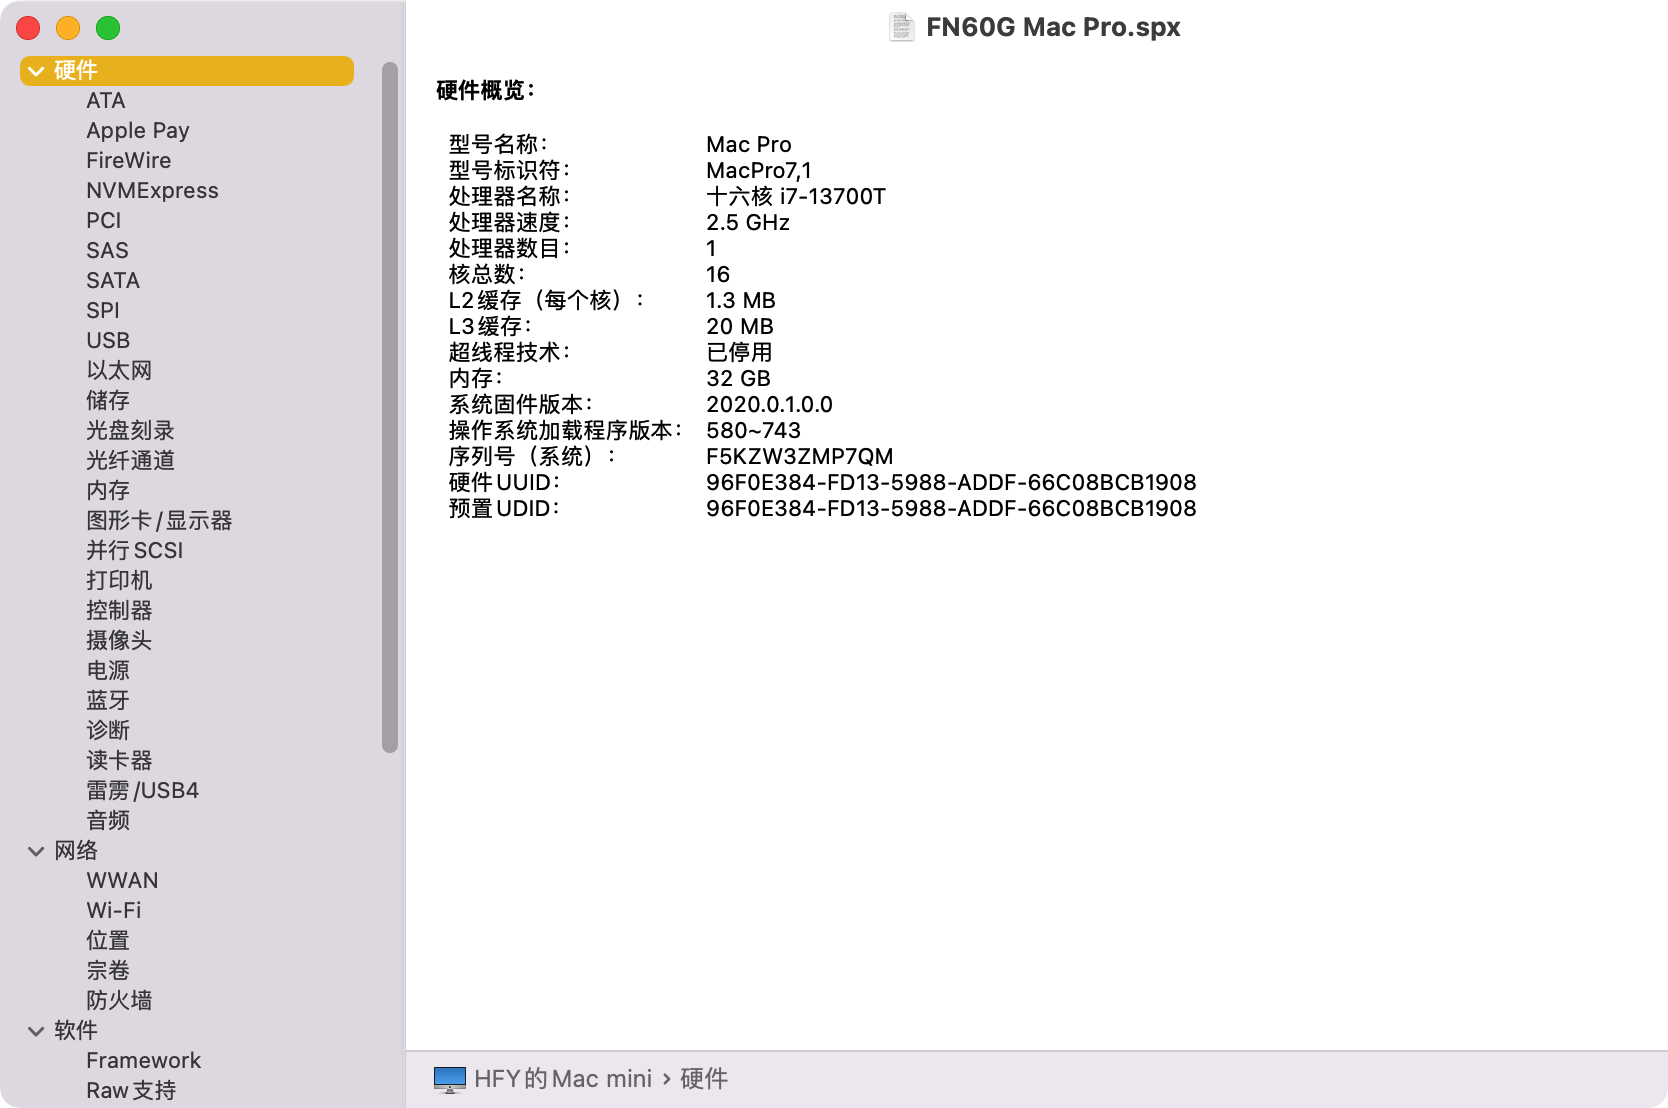 FN60G Mac Pro.spx
硬件
ATA
Apple Pay
FireWire
NVMExpress
PCI
SAS
SATA
SPI
USB
以太网
储存
光盘刻录
光纤通道
内存
图形卡/显示器
并行SCSI
打印机
控制器
摄像头
电源
蓝牙
诊断
读卡器
雷雳/USB4
音频
网络
WWAN
Wi-Fi
位置
宗卷
防火墙
软件
Framework
Raw支持
硬件概览：
型号名称： Mac Pro
型号标识符： MacPro7,1
处理器名称： 十六核 i7-13700T
处理器速度： 2.5 GHz
处理器数目： 1
核总数： 16
L2缓存（每个核）： 1.3 MB
L3缓存： 20 MB
超线程技术： 已停用
内存： 32 GB
系统固件版本： 2020.0.1.0.0
操作系统加载程序版本： 580~743
序列号（系统）： F5KZW3ZMP7QM
硬件UUID： 96F0E384-FD13-5988-ADDF-66C08BCB1908
预置UDID： 96F0E384-FD13-5988-ADDF-66C08BCB1908
HFY的Mac mini › 硬件